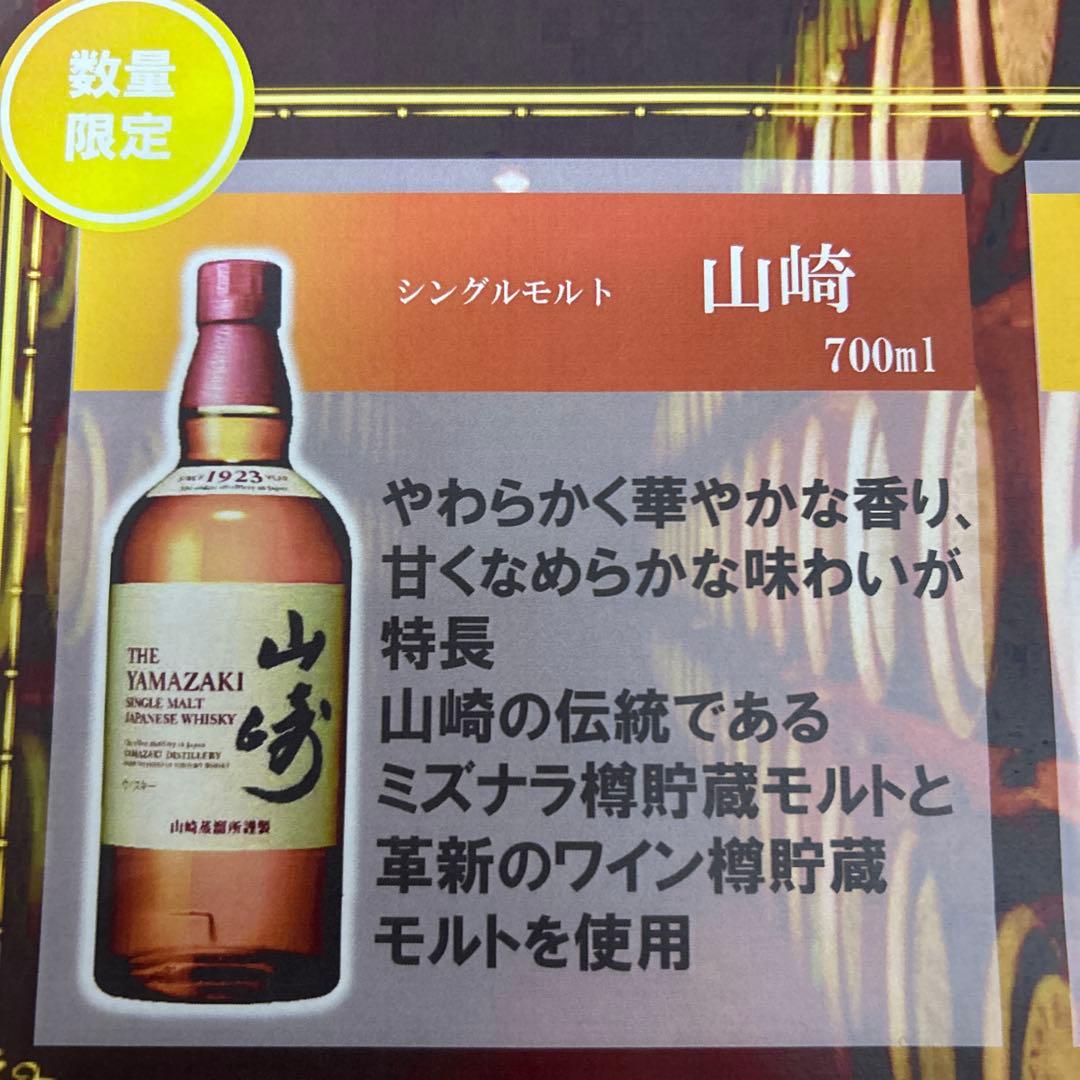 数量
限定
シングルモルト 山崎
700ml
1923
THE
YAMAZAKI
SINGLE MALT
JAPANESE WHISKY
YAMAZAKI DISTILLERY
ウイスキー
山崎
山崎蒸溜所謹製
やわらかく華やかな香り、
甘くなめらかな味わいが
特長
山崎の伝統である
ミズナラ樽貯蔵モルトと
革新のワイン樽貯蔵
モルトを使用